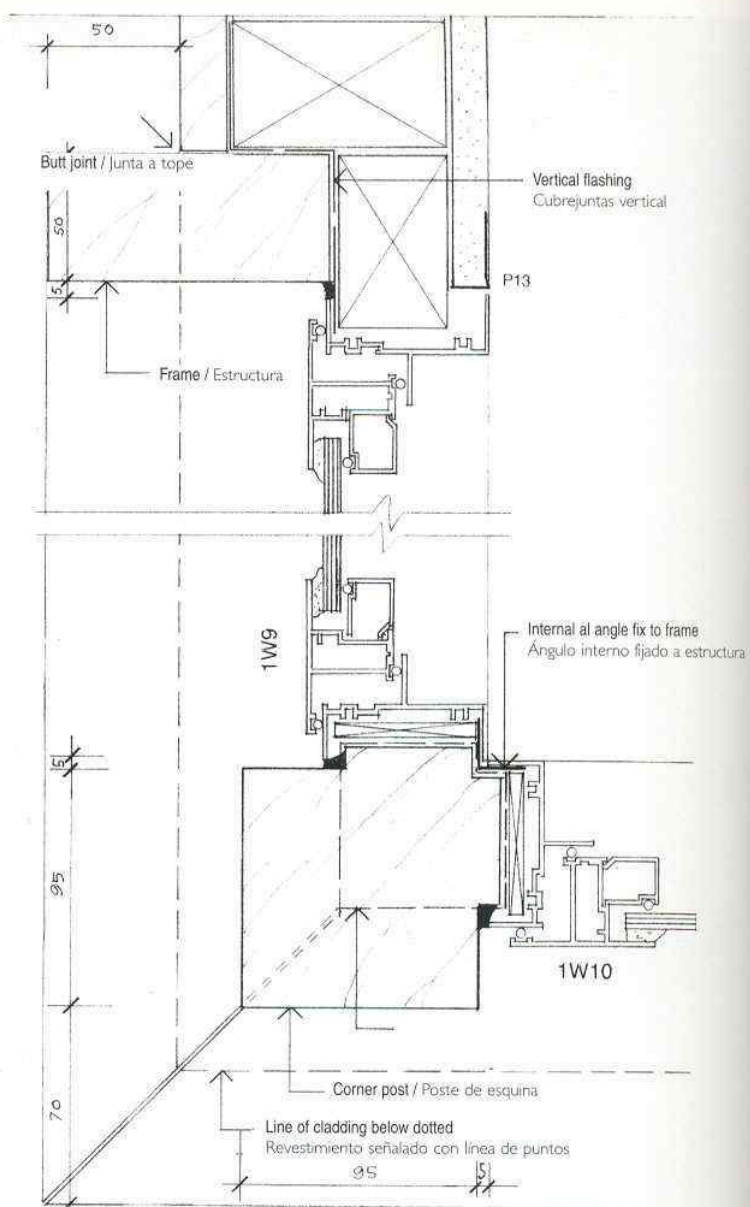 50
Butt joint / Junta a tope
Vertical flashing
Cubrejuntas vertical
50
5
P13
Frame / Estructura
1W9
Internal al angle fix to frame
Ángulo interno fijado a estructura
5
95
1W10
70
Corner post / Poste de esquina
Line of cladding below dotted
Revestimiento señalado con línea de puntos
95
5